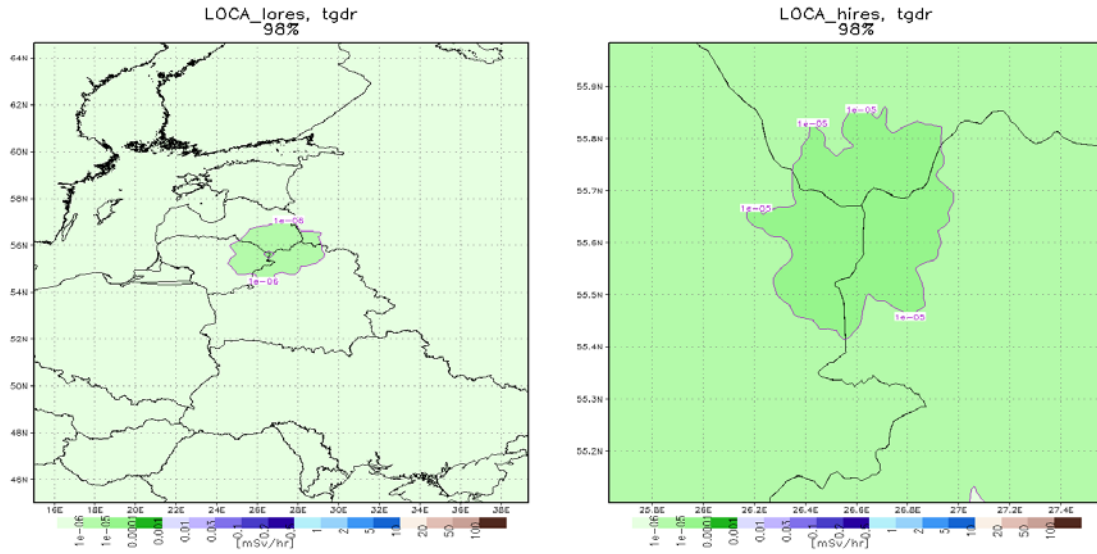 LOCA_lores, tgdr
98%
64N
62N
60N
58N
56N
54N
52N
50N
48N
46N
1e-06
1e-06
16E 18E 20E 22E 24E 26E 28E 30E 32E 34E 36E 38E
1e-06 1e-05 0.0001 0.001 0.01 0.03 0.1 0.2 0.5 1 2 5 10 20 50 100
[mSv/hr]
LOCA_hires, tgdr
98%
55.9N
55.8N
55.7N
55.6N
55.5N
55.4N
55.3N
55.2N
1e-05
1e-05
1e-05
1e-05
25.8E 26E 26.2E 26.4E 26.6E 26.8E 27E 27.2E 27.4E
1e-06 1e-05 0.0001 0.001 0.01 0.03 1 2 5 10 20 50 100
[mSv/hr]